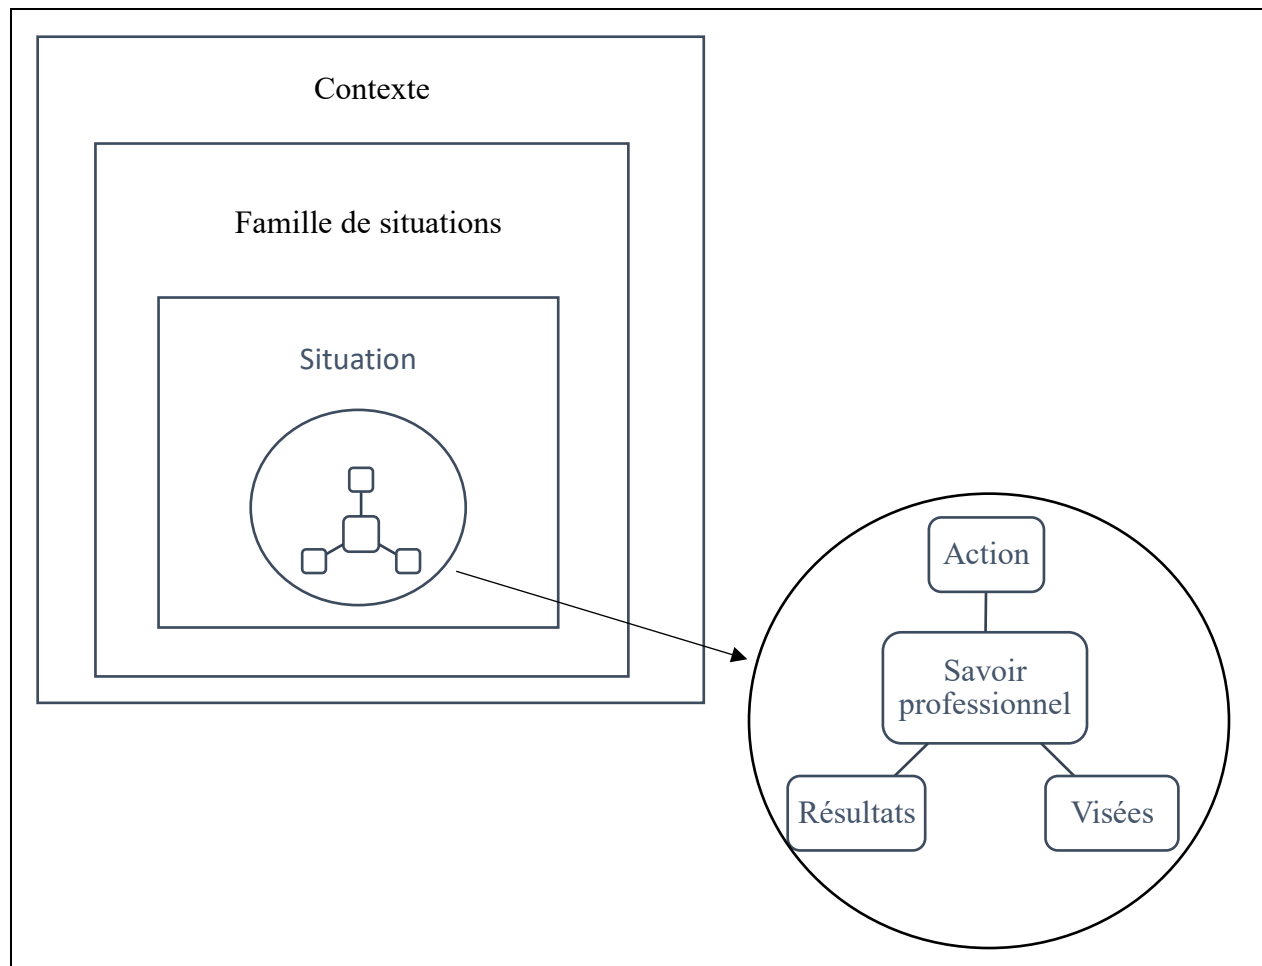 Contexte
Famille de situations
Situation
Action
Savoir
professionnel
Résultats
Visées